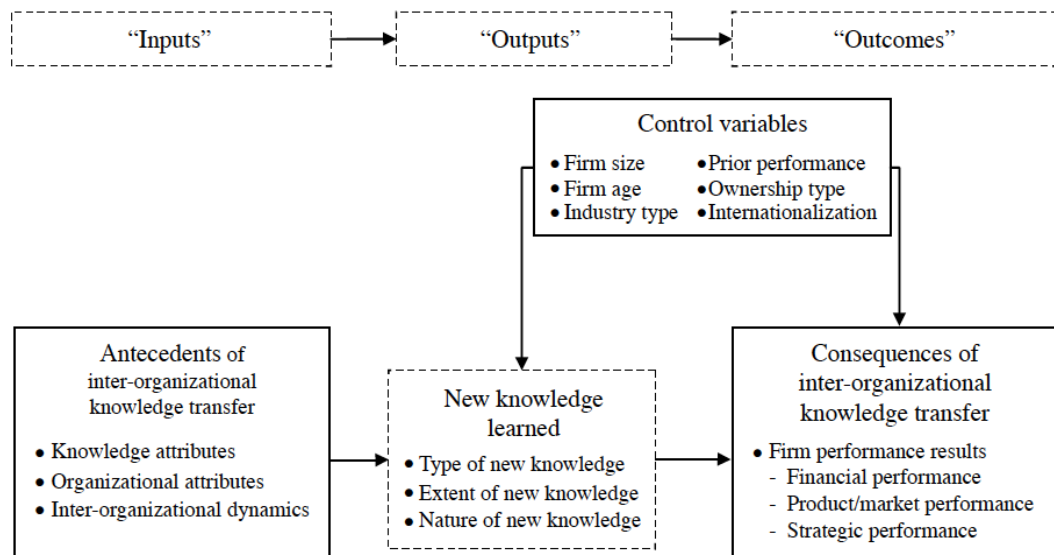 “Inputs”
“Outputs”
“Outcomes”
Control variables
● Firm size
● Firm age
● Industry type
● Prior performance
● Ownership type
● Internationalization
Antecedents of
inter-organizational
knowledge transfer
● Knowledge attributes
● Organizational attributes
● Inter-organizational dynamics
New knowledge
learned
● Type of new knowledge
● Extent of new knowledge
● Nature of new knowledge
Consequences of
inter-organizational
knowledge transfer
● Firm performance results
- Financial performance
- Product/market performance
- Strategic performance